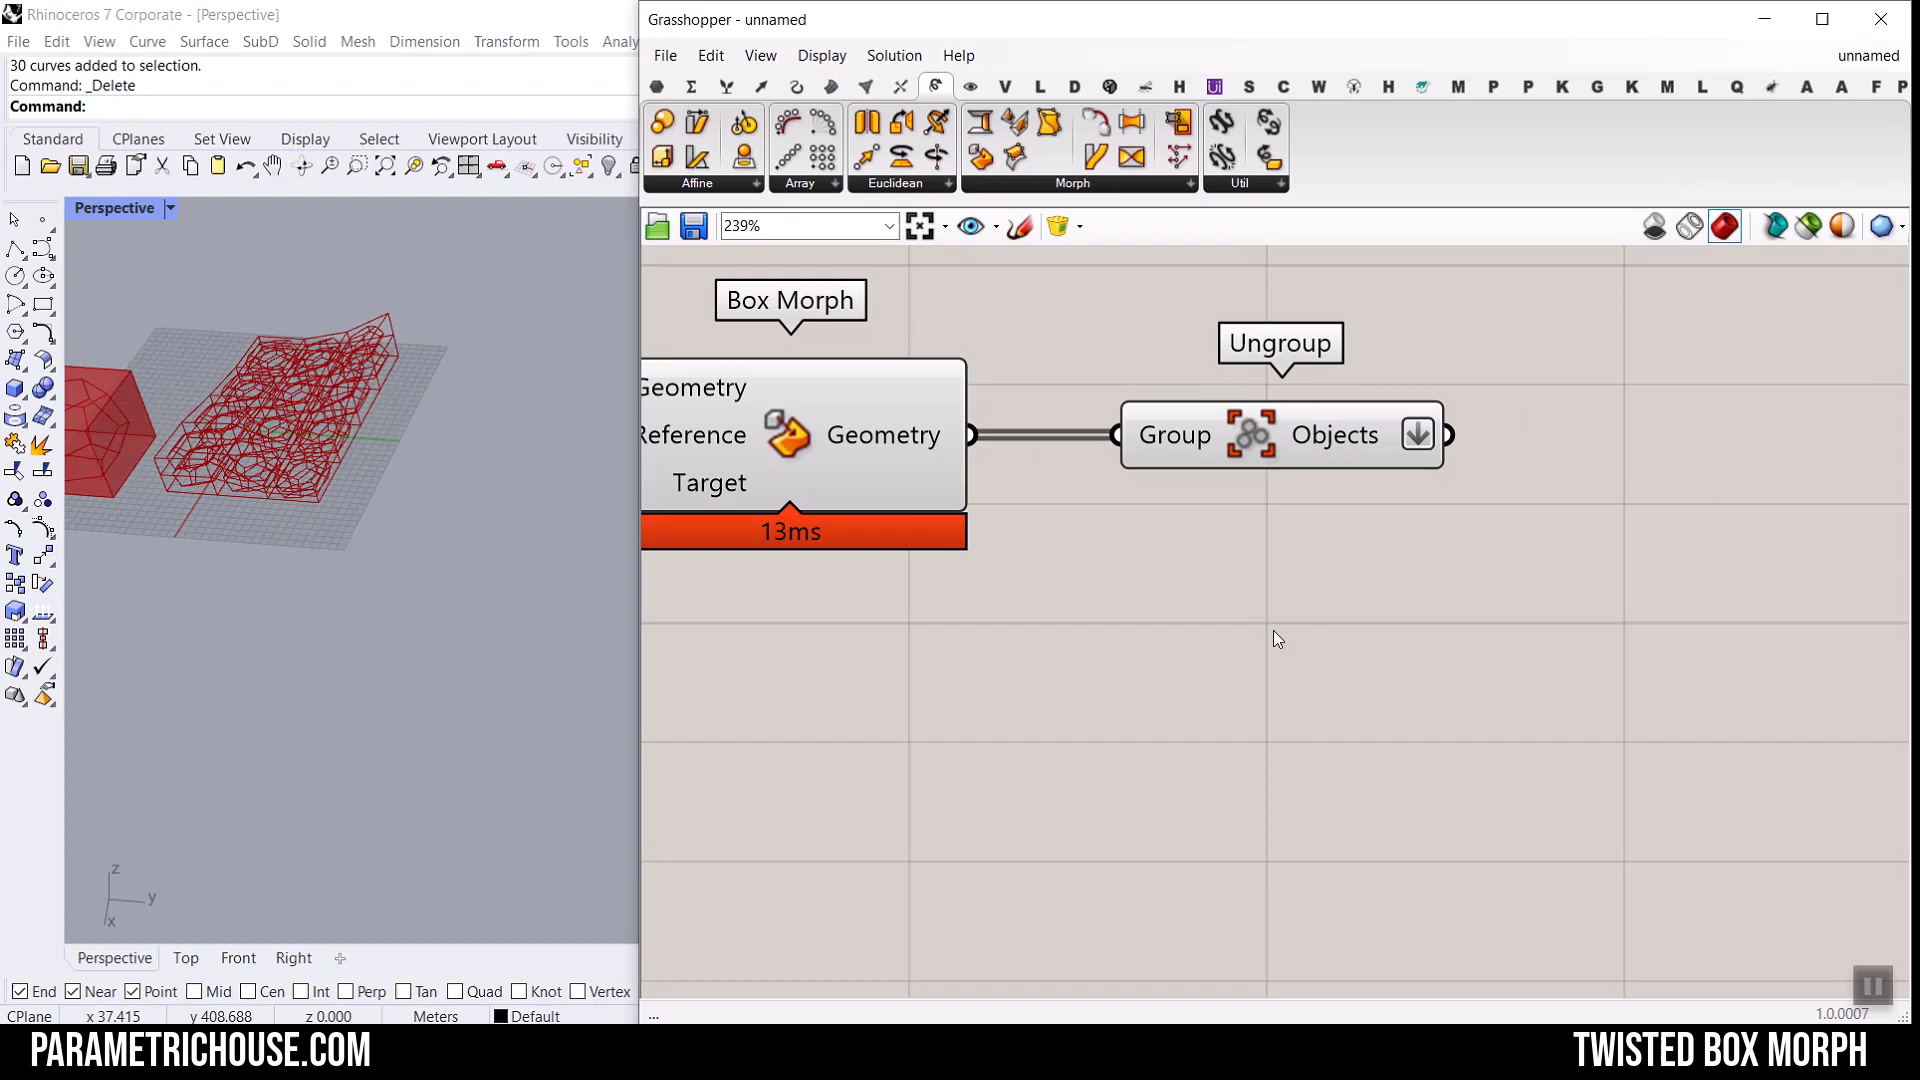 Rhinoceros 7 Corporate - [Perspective]
File Edit View Curve Surface SubD Solid Mesh Dimension Transform Tools Analy
30 curves added to selection.
Command: _Delete
Command:
Standard CPlanes Set View Display Select Viewport Layout Visibility
Perspective
z
y
x
Perspective Top Front Right
End Near Point Mid Cen Int Perp Tan Quad Knot Vertex
CPlane x 37.415 y 408.688 z 0.000 Meters Default
Grasshopper - unnamed
File Edit View Display Solution Help unnamed
V L D H Ui S C W H M P P K G K M L Q A A F P
Affine Array Euclidean Morph Util
239%
Box Morph
Ungroup
Geometry
Reference Geometry
Target
13ms
Group Objects
...
1.0.0007
PARAMETRICHOUSE.COM
TWISTED BOX MORPH